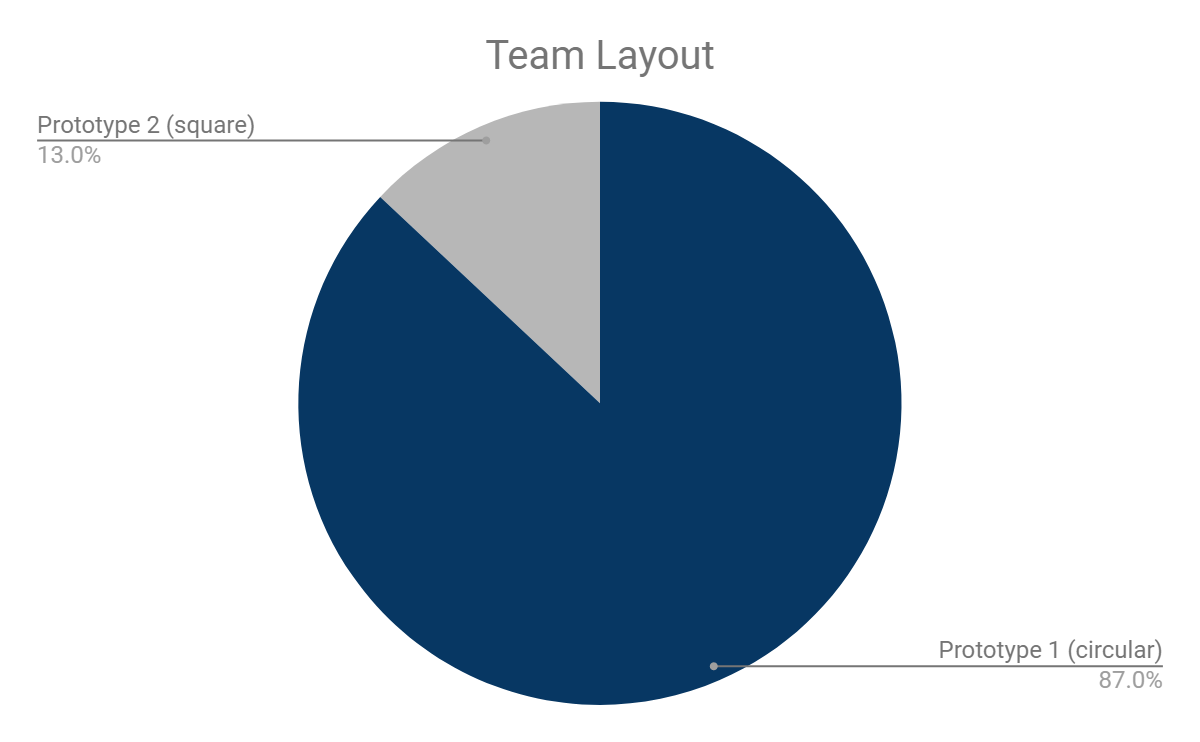 Team Layout
Prototype 2 (square)
13.0%
Prototype 1 (circular)
87.0%